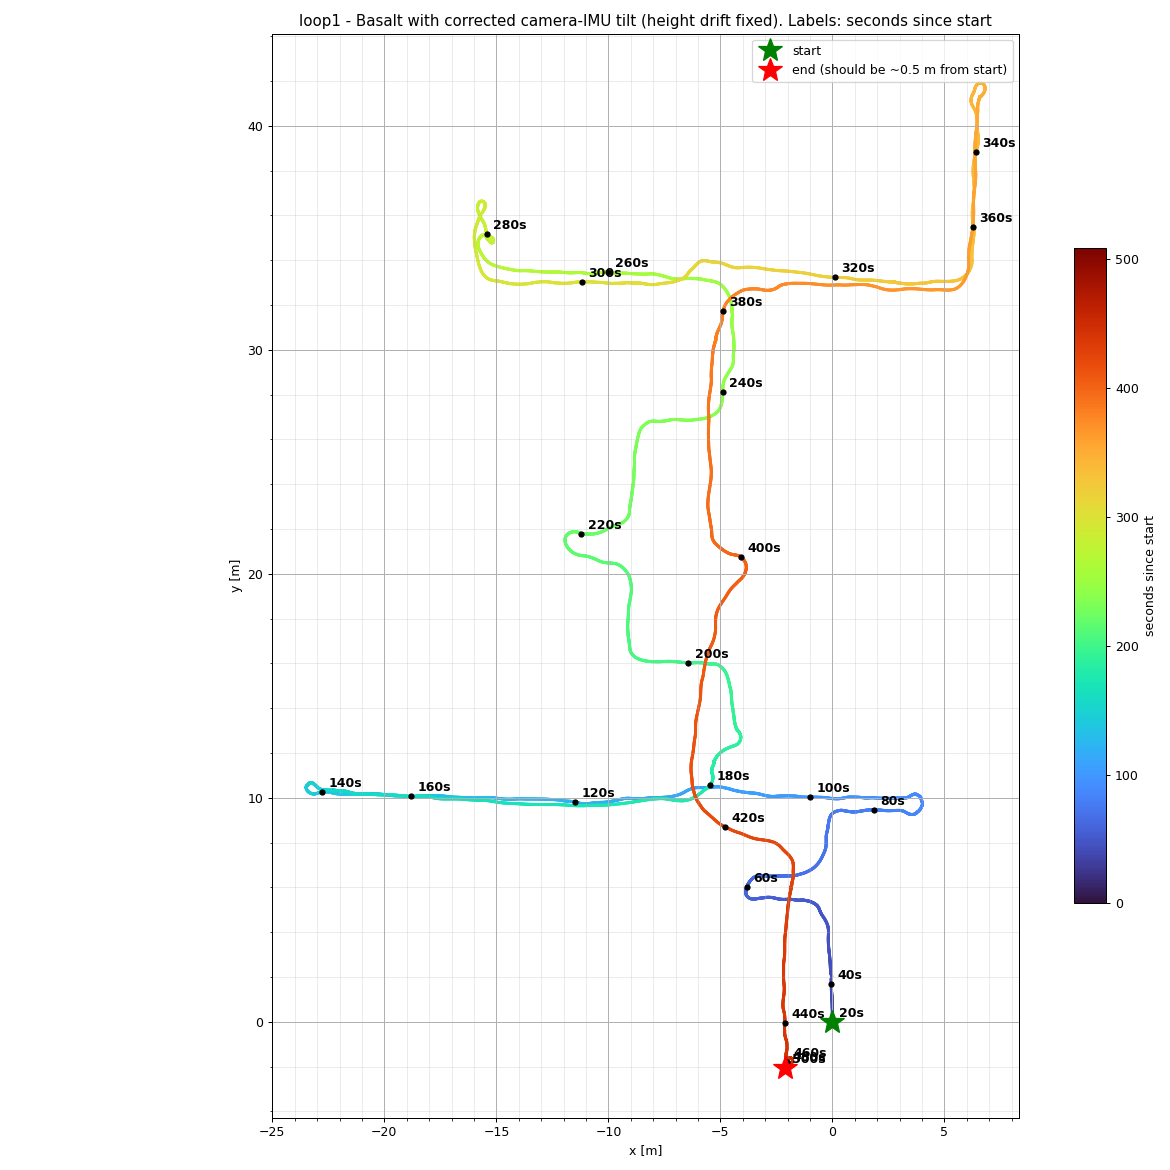 loop1 - Basalt with corrected camera-IMU tilt (height drift fixed). Labels: seconds since start
start
end (should be ~0.5 m from start)
340s
360s
280s
260s
300s
320s
380s
240s
220s
400s
200s
180s
140s
160s
120s
100s
80s
420s
60s
40s
20s
440s
460s
500s
40
30
20
10
0
y [m]
−25
−20
−15
−10
−5
0
5
x [m]
500
400
300
200
100
0
seconds since start